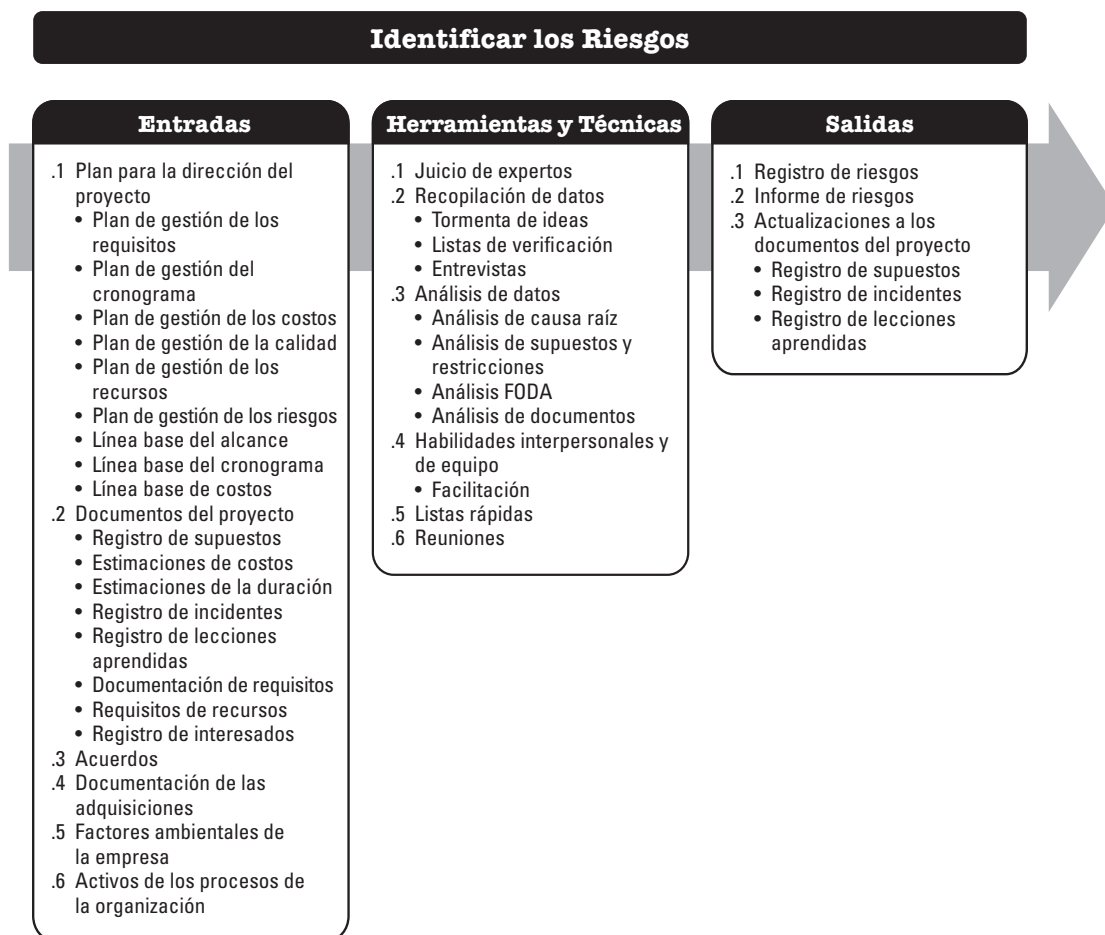 Identificar los Riesgos
Entradas
.1 Plan para la dirección del
proyecto
• Plan de gestión de los
requisitos
• Plan de gestión del
cronograma
• Plan de gestión de los costos
• Plan de gestión de la calidad
• Plan de gestión de los
recursos
• Plan de gestión de los riesgos
• Línea base del alcance
• Línea base del cronograma
• Línea base de costos
.2 Documentos del proyecto
• Registro de supuestos
• Estimaciones de costos
• Estimaciones de la duración
• Registro de incidentes
• Registro de lecciones
aprendidas
• Documentación de requisitos
• Requisitos de recursos
• Registro de interesados
.3 Acuerdos
.4 Documentación de las
adquisiciones
.5 Factores ambientales de
la empresa
.6 Activos de los procesos de
la organización
Herramientas y Técnicas
.1 Juicio de expertos
.2 Recopilación de datos
• Tormenta de ideas
• Listas de verificación
• Entrevistas
.3 Análisis de datos
• Análisis de causa raíz
• Análisis de supuestos y
restricciones
• Análisis FODA
• Análisis de documentos
.4 Habilidades interpersonales y
de equipo
• Facilitación
.5 Listas rápidas
.6 Reuniones
Salidas
.1 Registro de riesgos
.2 Informe de riesgos
.3 Actualizaciones a los
documentos del proyecto
• Registro de supuestos
• Registro de incidentes
• Registro de lecciones
aprendidas